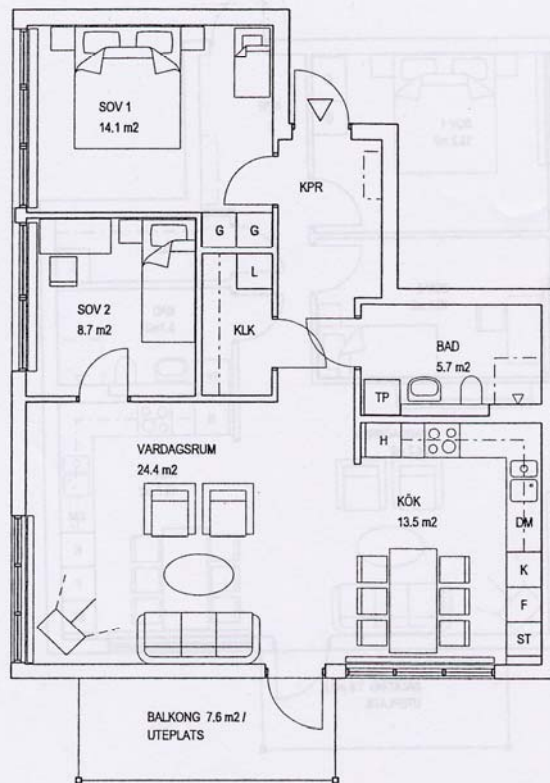 SOV 1
14.1 m2
KPR
G G
L
SOV 2
8.7 m2
KLK
BAD
5.7 m2
TP
H
VARDAGSRUM
24.4 m2
KÖK
13.5 m2
DM
K
F
ST
BALKONG 7.6 m2 /
UTEPLATS